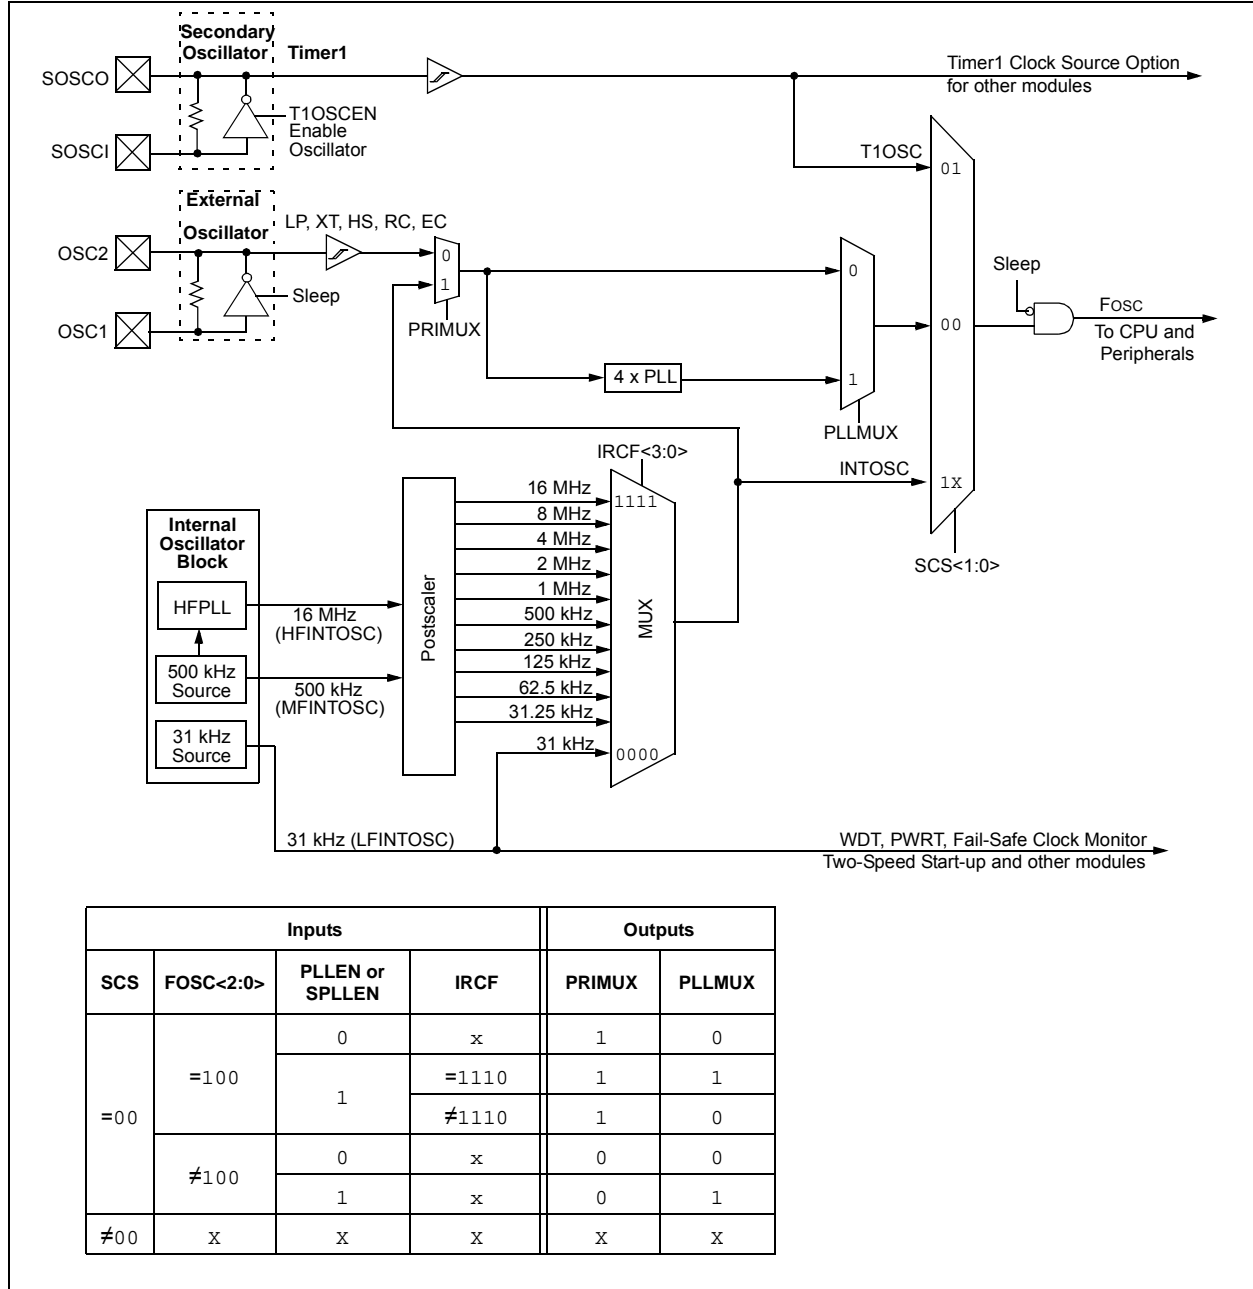 Secondary
Oscillator
Timer1
SOSCO
Timer1 Clock Source Option
for other modules
T1OSCEN
Enable
Oscillator
SOSCI
T1OSC
01
External
Oscillator
LP, XT, HS, RC, EC
OSC2
0
1
0
Sleep
Sleep
OSC1
PRIMUX
00
FOSC
To CPU and
Peripherals
4 x PLL
1
PLLMUX
IRCF<3:0>
INTOSC
1X
SCS<1:0>
Internal
Oscillator
Block
HFPLL
16 MHz
(HFINTOSC)
500 kHz
Source
500 kHz
(MFINTOSC)
31 kHz
Source
Postscaler
16 MHz
8 MHz
4 MHz
2 MHz
1 MHz
500 kHz
250 kHz
125 kHz
62.5 kHz
31.25 kHz
31 kHz
1111
MUX
0000
31 kHz (LFINTOSC)
WDT, PWRT, Fail-Safe Clock Monitor
Two-Speed Start-up and other modules
Inputs Outputs
SCS FOSC<2:0> PLLEN or SPLLEN IRCF PRIMUX PLLMUX
=00 =100 0 x 1 0
1 =1110 1 1
≠1110 1 0
≠100 0 x 0 0
1 x 0 1
≠00 X X X X X